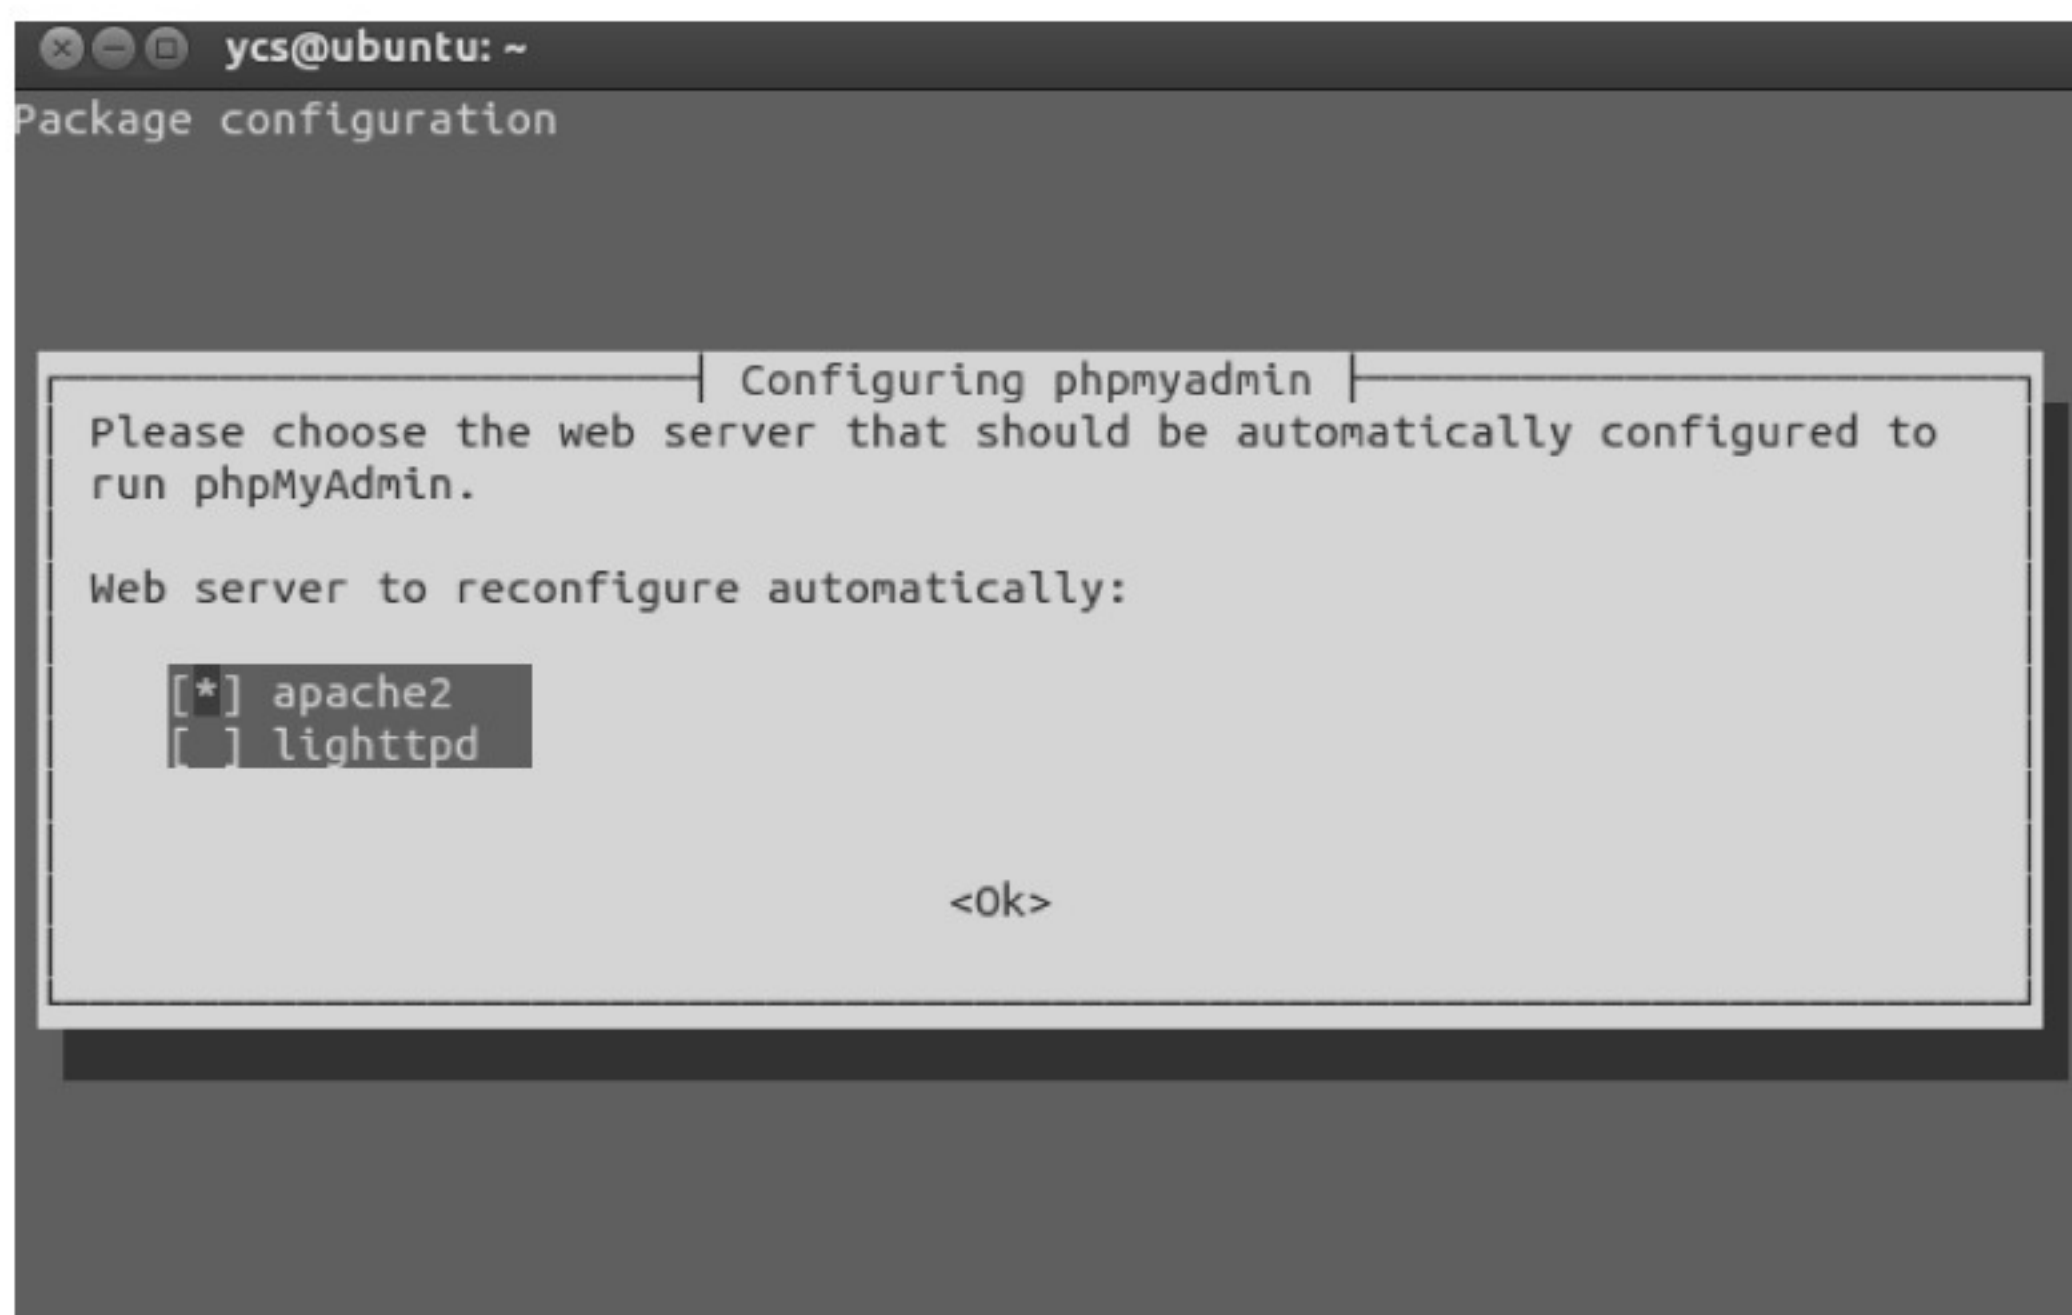 ycs@ubuntu: ~
Package configuration
Configuring phpmyadmin
Please choose the web server that should be automatically configured to
run phpMyAdmin.
Web server to reconfigure automatically:
[*] apache2
[ ] lighttpd
<Ok>